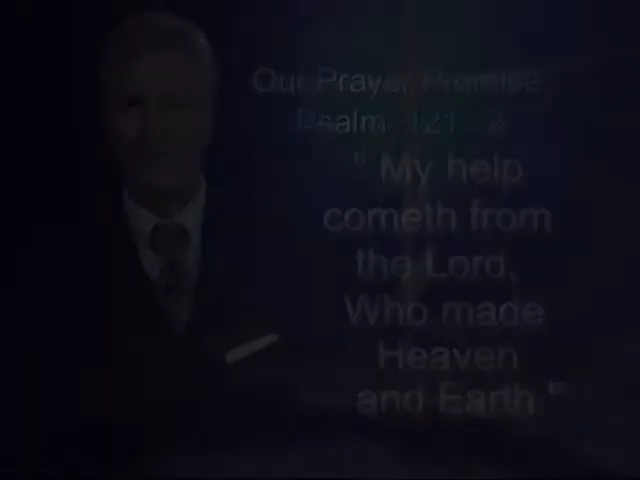 Our Prayer Promise
Psalm 121 : 2
" My help
cometh from
the Lord,
Who made
Heaven
and Earth "